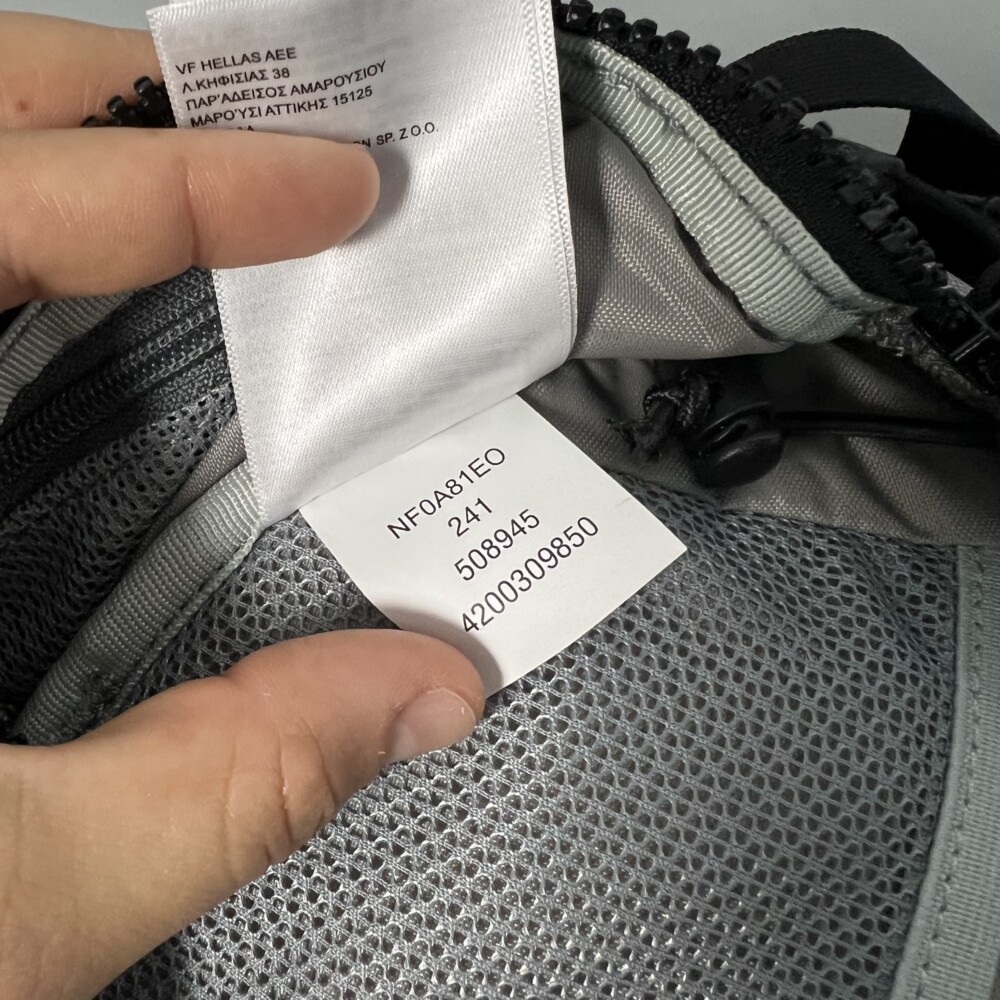 VF HELLAS AEE
Λ.ΚΗΦΙΣΙΑΣ 38
ΠΑΡ'ΑΔΕΙΣΟΣ ΑΜΑΡΟΥΣΙΟΥ
ΜΑΡΟ'ΥΣΙ ΑΤΤΙΚΗΣ 15125
SP. Z O.O.
NF0A81EO
241
508945
4200309850